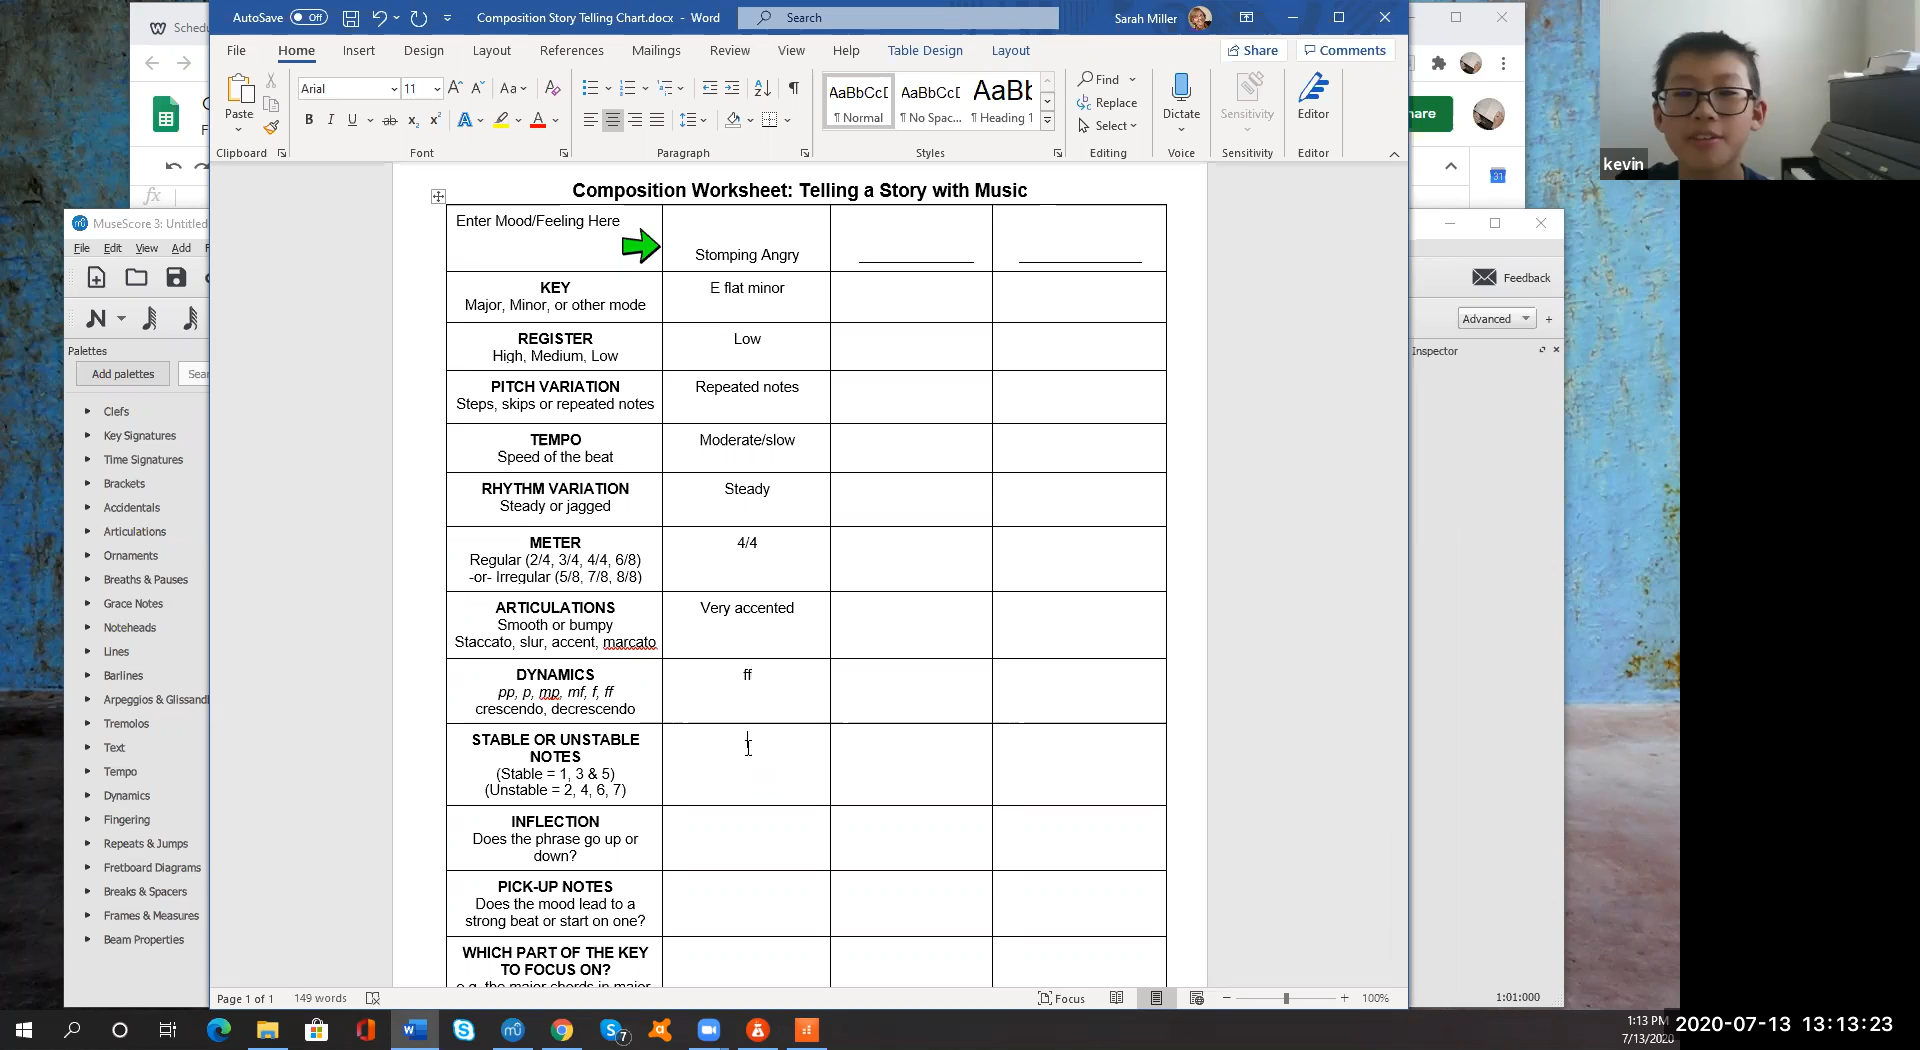 AutoSave Off Composition Story Telling Chart.docx - Word Search Sarah Miller
File Home Insert Design Layout References Mailings Review View Help Table Design Layout Share Comments
Paste
Clipboard
Arial 11
Font
Paragraph
AaBbCcD AaBbCcD AaBb
¶ Normal ¶ No Spac... ¶ Heading 1
Styles
Find
Replace
Select
Editing
Dictate
Voice
Sensitivity
Sensitivity
Editor
Editor
Composition Worksheet: Telling a Story with Music
Enter Mood/Feeling Here
Stomping Angry
KEY
Major, Minor, or other mode
E flat minor
REGISTER
High, Medium, Low
Low
PITCH VARIATION
Steps, skips or repeated notes
Repeated notes
TEMPO
Speed of the beat
Moderate/slow
RHYTHM VARIATION
Steady or jagged
Steady
METER
Regular (2/4, 3/4, 4/4, 6/8)
-or- Irregular (5/8, 7/8, 8/8)
4/4
ARTICULATIONS
Smooth or bumpy
Staccato, slur, accent, marcato
Very accented
DYNAMICS
pp, p, mp, mf, f, ff
crescendo, decrescendo
ff
STABLE OR UNSTABLE
NOTES
(Stable = 1, 3 & 5)
(Unstable = 2, 4, 6, 7)
INFLECTION
Does the phrase go up or
down?
PICK-UP NOTES
Does the mood lead to a
strong beat or start on one?
WHICH PART OF THE KEY
TO FOCUS ON?
Page 1 of 1 149 words Focus 100%
MuseScore 3: Untitled
File Edit View Add
Palettes
Add palettes Sear
Clefs
Key Signatures
Time Signatures
Brackets
Accidentals
Articulations
Ornaments
Breaths & Pauses
Grace Notes
Noteheads
Lines
Barlines
Arpeggios & Glissand
Tremolos
Text
Tempo
Dynamics
Fingering
Repeats & Jumps
Fretboard Diagrams
Breaks & Spacers
Frames & Measures
Beam Properties
Schedu
fx
hare
31
Feedback
Advanced
Inspector
1:01:000
kevin
7
1:13 PM
7/13/2020
2020-07-13 13:13:23